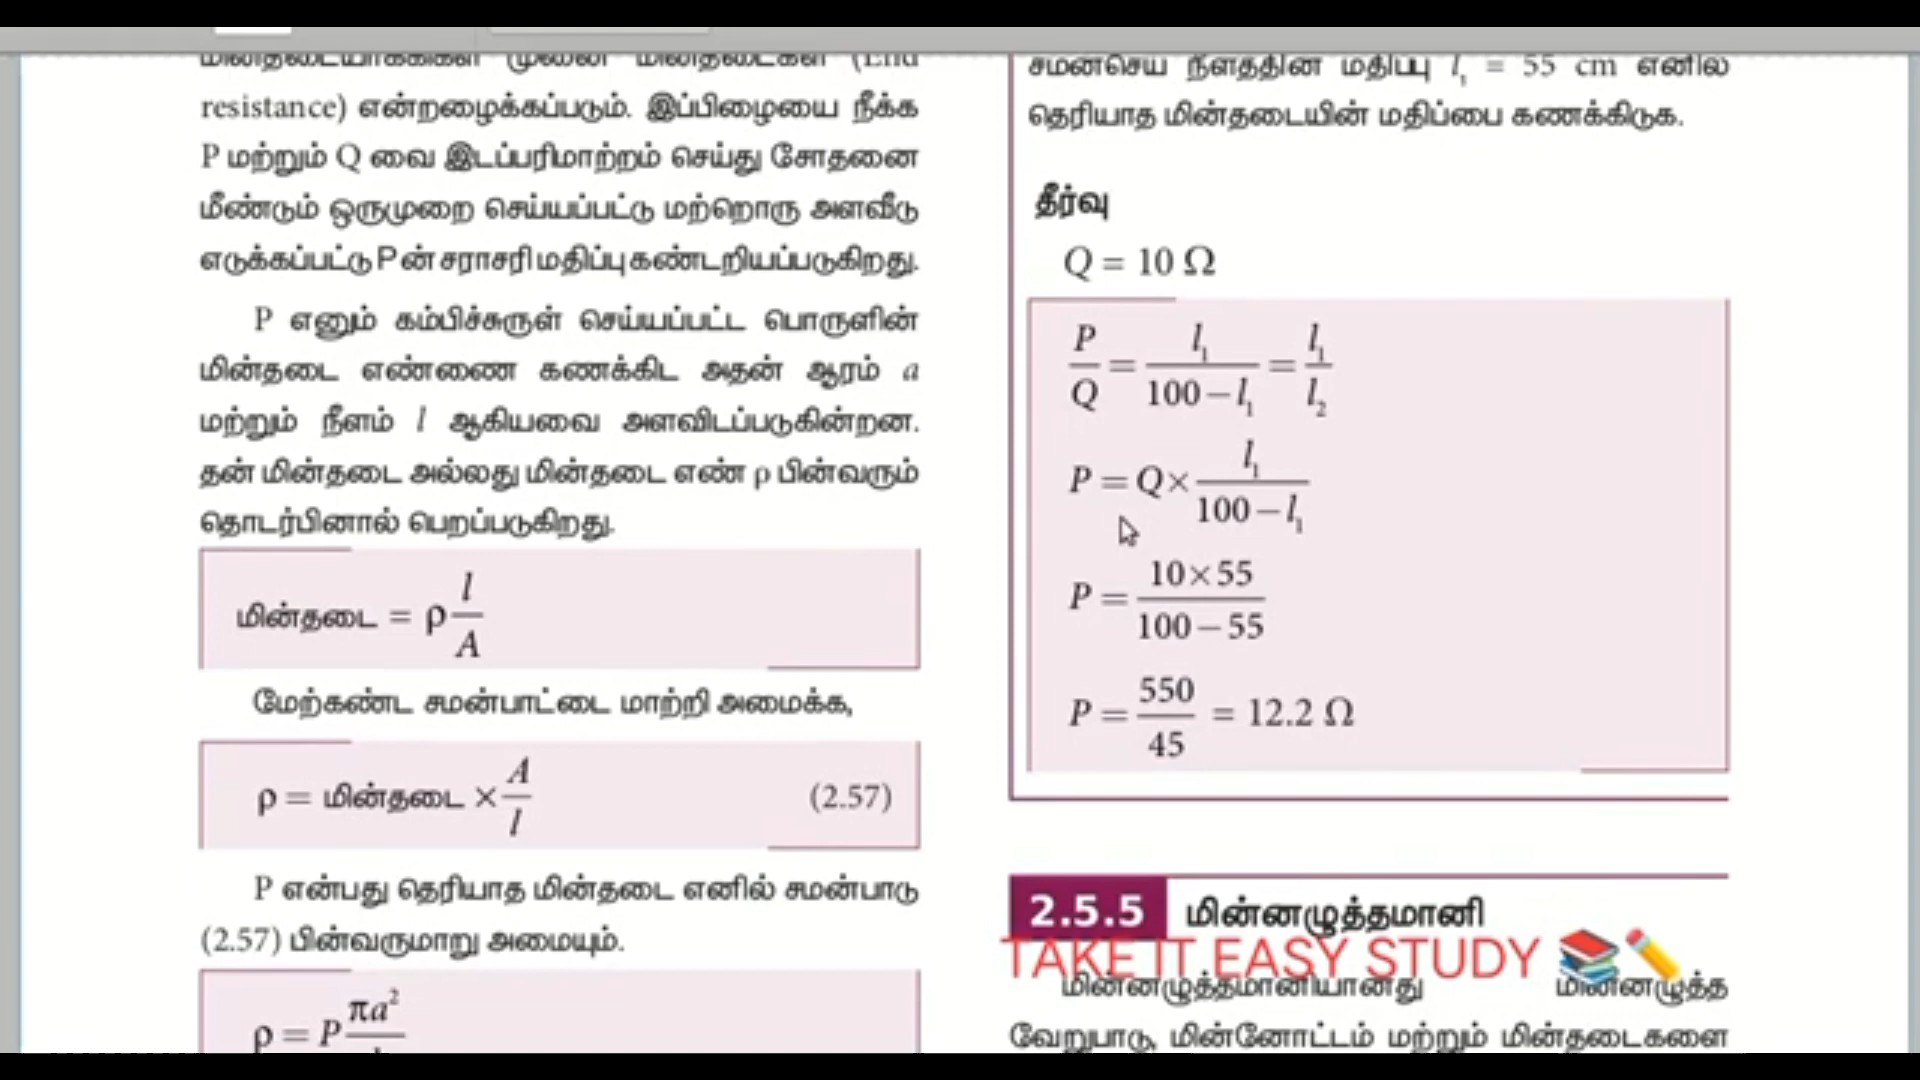 மின்தடையாக்கிகள் முனை மின்தடைகள் (End
resistance) என்றழைக்கப்படும். இப்பிழையை நீக்க
P மற்றும் Q வை இடப்பரிமாற்றம் செய்து சோதனை
மீண்டும் ஒருமுறை செய்யப்பட்டு மற்றொரு அளவீடு
எடுக்கப்பட்டு P ன் சராசரி மதிப்பு கண்டறியப்படுகிறது.
P எனும் கம்பிச்சுருள் செய்யப்பட்ட பொருளின்
மின்தடை எண்ணை கணக்கிட அதன் ஆரம் a
மற்றும் நீளம் l ஆகியவை அளவிடப்படுகின்றன.
தன் மின்தடை அல்லது மின்தடை எண் ρ பின்வரும்
தொடர்பினால் பெறப்படுகிறது.
மின்தடை = ρ l/A
மேற்கண்ட சமன்பாட்டை மாற்றி அமைக்க,
ρ = மின்தடை × A/l (2.57)
P என்பது தெரியாத மின்தடை எனில் சமன்பாடு
(2.57) பின்வருமாறு அமையும்.
ρ = P πa²
சமன்செய் நீளத்தின் மதிப்பு l₁ = 55 cm எனில்
தெரியாத மின்தடையின் மதிப்பை கணக்கிடுக.
தீர்வு
Q = 10 Ω
P/Q = l₁/(100 – l₁) = l₁/l₂
P = Q × l₁/(100 – l₁)
P = (10×55)/(100 – 55)
P = 550/45 = 12.2 Ω
2.5.5 மின்னழுத்தமானி
TAKE IT EASY STUDY 📚✏️
மின்னழுத்தமானியானது மின்னழுத்த
வேறுபாடு, மின்னோட்டம் மற்றும் மின்தடைகளை